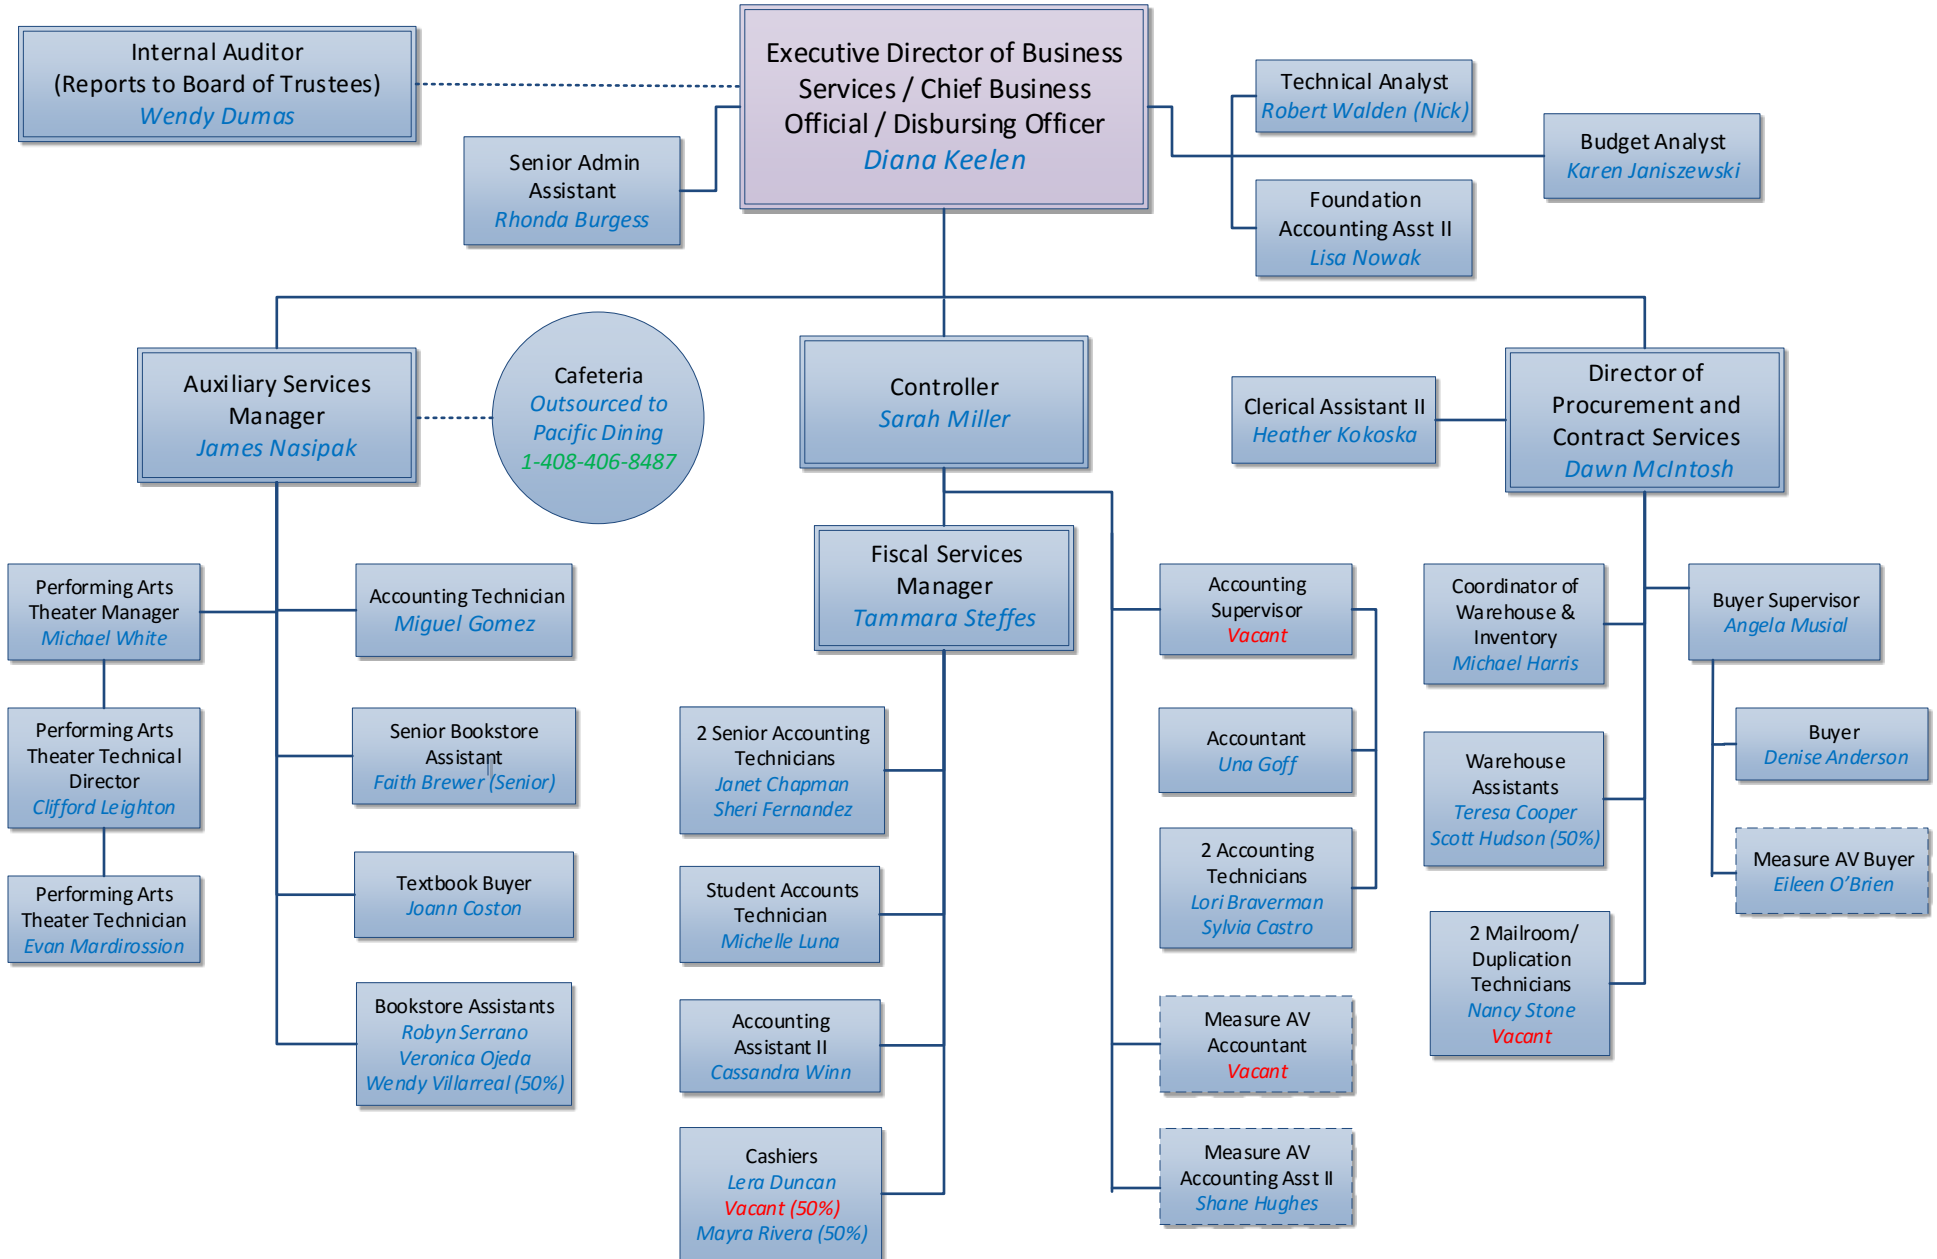 Internal Auditor
(Reports to Board of Trustees)
Wendy Dumas
Executive Director of Business
Services / Chief Business
Official / Disbursing Officer
Diana Keelen
Senior Admin
Assistant
Rhonda Burgess
Technical Analyst
Robert Walden (Nick)
Budget Analyst
Karen Janiszewski
Foundation
Accounting Asst II
Lisa Nowak
Auxiliary Services
Manager
James Nasipak
Cafeteria
Outsourced to
Pacific Dining
1-408-406-8487
Controller
Sarah Miller
Clerical Assistant II
Heather Kokoska
Director of
Procurement and
Contract Services
Dawn McIntosh
Performing Arts
Theater Manager
Michael White
Performing Arts
Theater Technical
Director
Clifford Leighton
Performing Arts
Theater Technician
Evan Mardirossion
Accounting Technician
Miguel Gomez
Senior Bookstore
Assistant
Faith Brewer (Senior)
Textbook Buyer
Joann Coston
Bookstore Assistants
Robyn Serrano
Veronica Ojeda
Wendy Villarreal (50%)
Fiscal Services
Manager
Tammara Steffes
2 Senior Accounting
Technicians
Janet Chapman
Sheri Fernandez
Student Accounts
Technician
Michelle Luna
Accounting
Assistant II
Cassandra Winn
Cashiers
Lera Duncan
Vacant (50%)
Mayra Rivera (50%)
Accounting
Supervisor
Vacant
Accountant
Una Goff
2 Accounting
Technicians
Lori Braverman
Sylvia Castro
Measure AV
Accountant
Vacant
Measure AV
Accounting Asst II
Shane Hughes
Coordinator of
Warehouse &
Inventory
Michael Harris
Warehouse
Assistants
Teresa Cooper
Scott Hudson (50%)
2 Mailroom/
Duplication
Technicians
Nancy Stone
Vacant
Buyer Supervisor
Angela Musial
Buyer
Denise Anderson
Measure AV Buyer
Eileen O’Brien